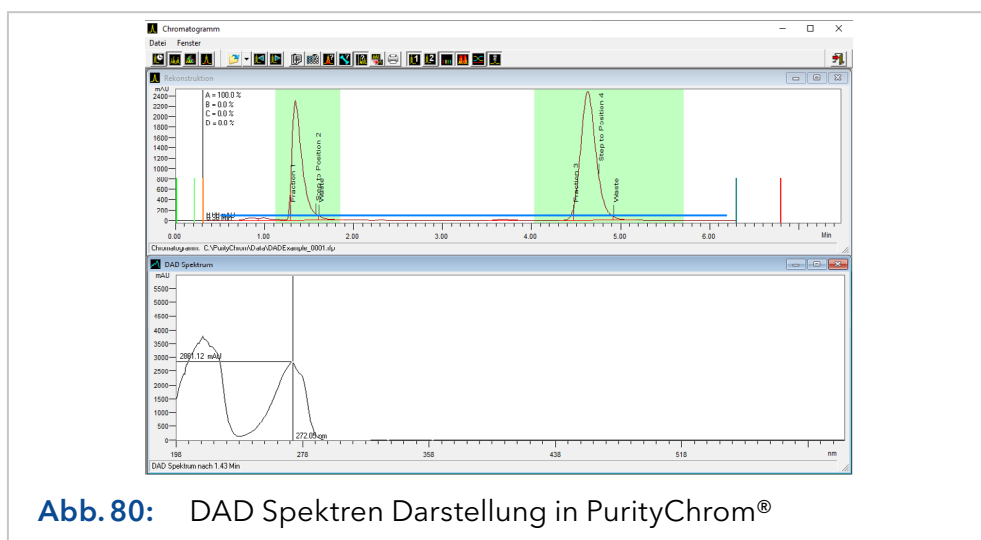 Chromatogramm
Datei Fenster
Rekonstruktion
mAU
2400
2200
2000
1800
1600
1400
1200
1000
800
600
400
200
0
A = 100.0 %
B = 0.0 %
C = 0.0 %
D = 0.0 %
Fraction 1
Step to Position 2
Waste
Fraction 3
Step to Position 4
Waste
0.00 1.00 2.00 3.00 4.00 5.00 6.00 Min
Chromatogramm: C:\PurityChrom\Data\DADExample_0001.rlp
DAD Spektrum
mAU
5500
5000
4500
4000
3500
3000
2500
2000
1500
1000
500
0
2881.12 mAU
272.09 nm
198 278 358 438 518 nm
DAD Spektrum nach 1.43 Min
Abb. 80: DAD Spektren Darstellung in PurityChrom®